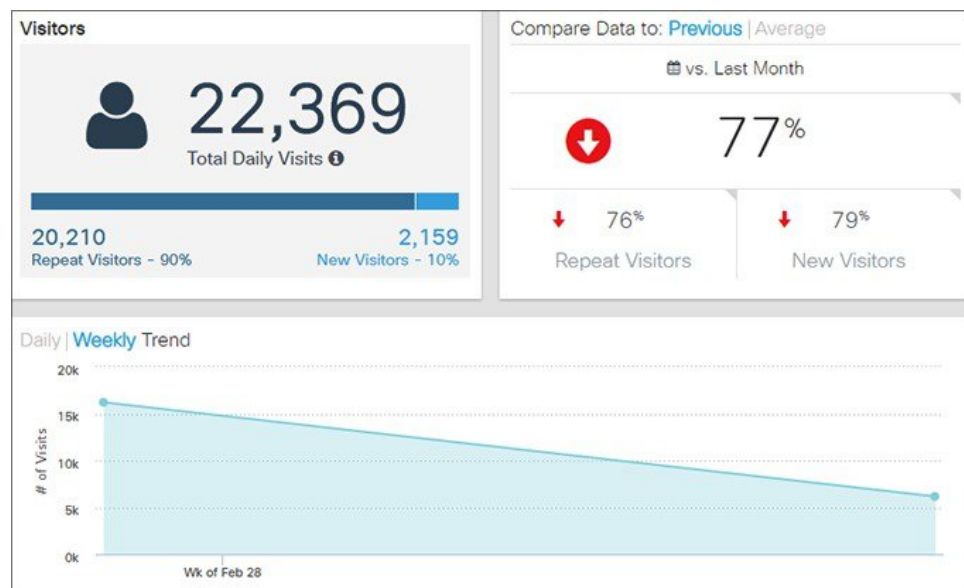 Visitors
22,369
Total Daily Visits
20,210
Repeat Visitors - 90%
2,159
New Visitors - 10%
Compare Data to: Previous | Average
vs. Last Month
77%
76%
Repeat Visitors
79%
New Visitors
Daily | Weekly Trend
# of Visits
20k
15k
10k
5k
0k
Wk of Feb 28